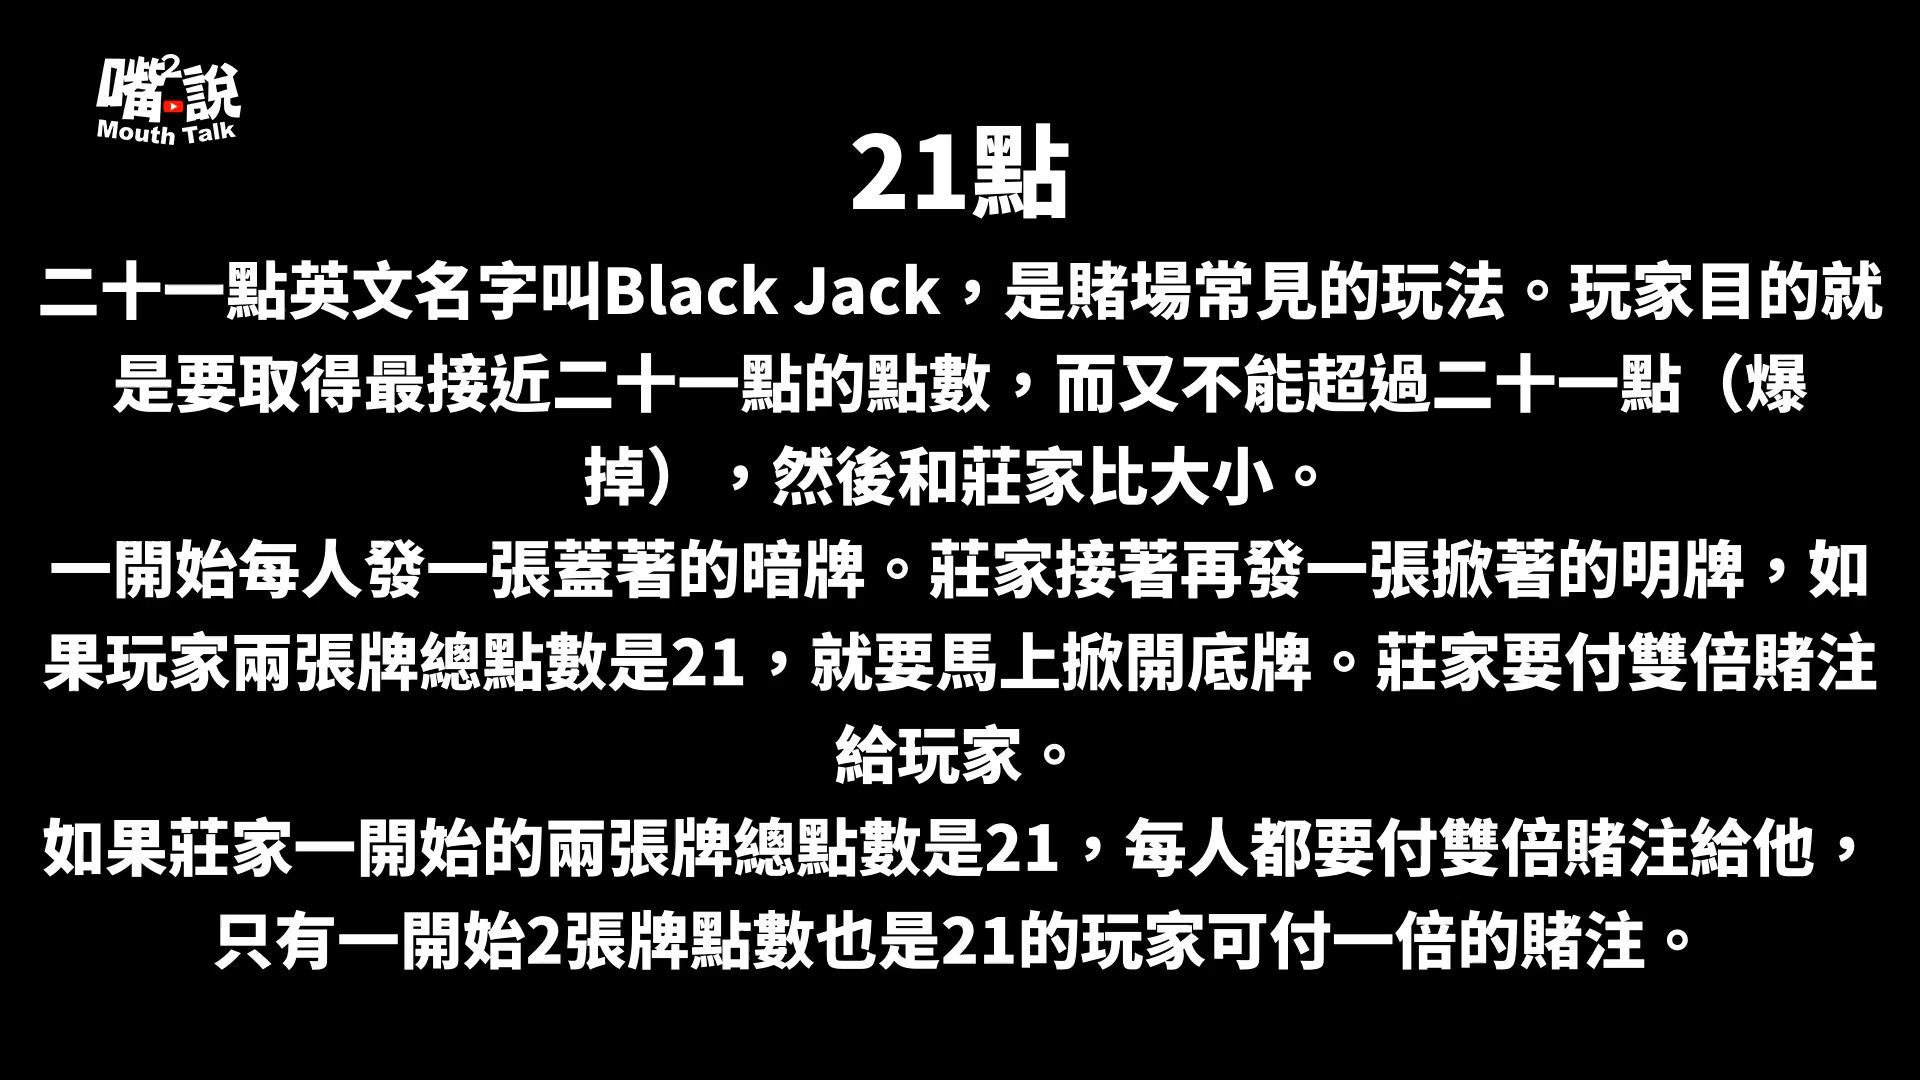 嘴2說
Mouth Talk
21點
二十一點英文名字叫Black Jack，是賭場常見的玩法。玩家目的就
是要取得最接近二十一點的點數，而又不能超過二十一點（爆
掉），然後和莊家比大小。
一開始每人發一張蓋著的暗牌。莊家接著再發一張掀著的明牌，如
果玩家兩張牌總點數是21，就要馬上掀開底牌。莊家要付雙倍賭注
給玩家。
如果莊家一開始的兩張牌總點數是21，每人都要付雙倍賭注給他，
只有一開始2張牌點數也是21的玩家可付一倍的賭注。